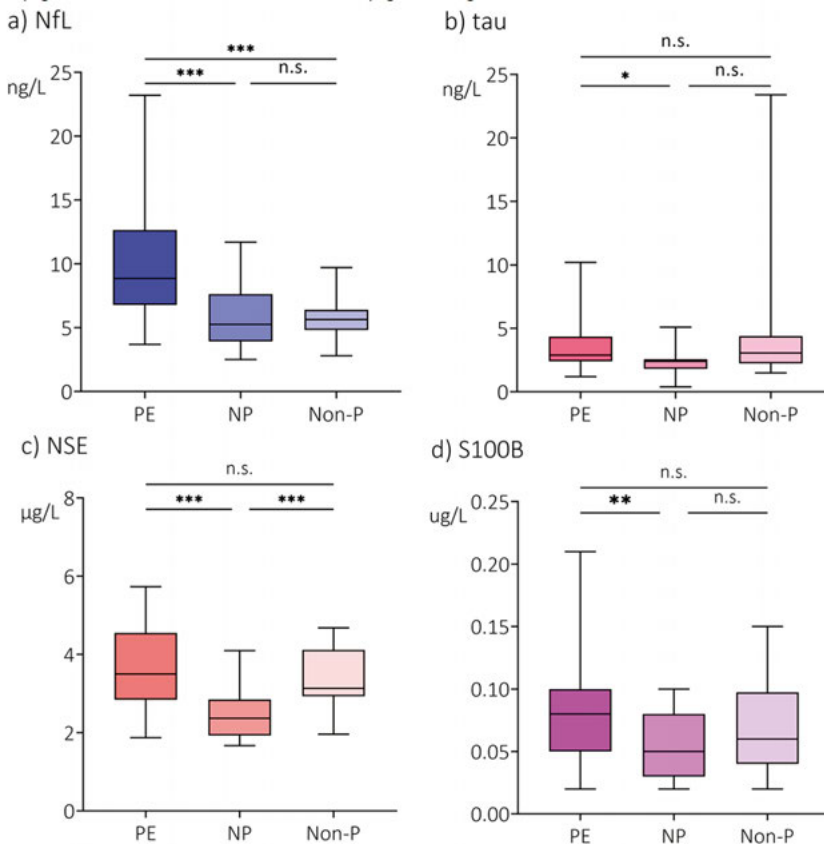 a) NfL
ng/L
25
20
15
10
5
0
***
***
n.s.
PE NP Non-P
b) tau
ng/L
25
20
15
10
5
0
n.s.
*
n.s.
PE NP Non-P
c) NSE
µg/L
8
6
4
2
0
n.s.
***
***
PE NP Non-P
d) S100B
ug/L
0.25
0.20
0.15
0.10
0.05
0.00
n.s.
**
n.s.
PE NP Non-P